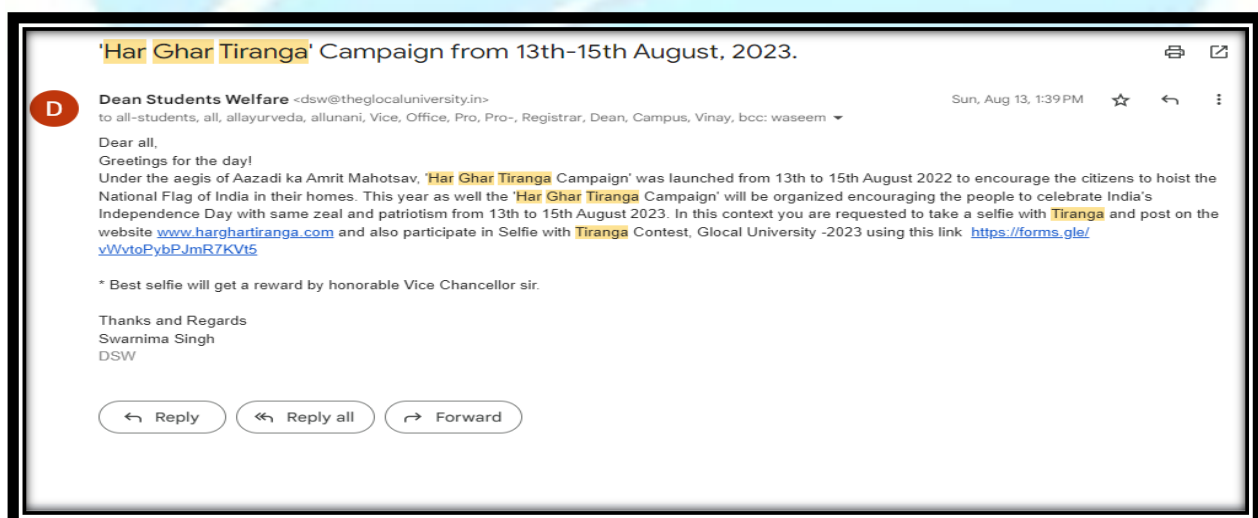 'Har Ghar Tiranga' Campaign from 13th-15th August, 2023.
D
Dean Students Welfare <dsw@theglocaluniversity.in>
Sun, Aug 13, 1:39 PM
to all-students, all, allayurveda, allunani, Vice, Office, Pro, Pro-, Registrar, Dean, Campus, Vinay, bcc: waseem
Dear all,
Greetings for the day!
Under the aegis of Aazadi ka Amrit Mahotsav, 'Har Ghar Tiranga Campaign' was launched from 13th to 15th August 2022 to encourage the citizens to hoist the
National Flag of India in their homes. This year as well the 'Har Ghar Tiranga Campaign' will be organized encouraging the people to celebrate India's
Independence Day with same zeal and patriotism from 13th to 15th August 2023. In this context you are requested to take a selfie with Tiranga and post on the
website www.harghartiranga.com and also participate in Selfie with Tiranga Contest, Glocal University -2023 using this link https://forms.gle/
vWvtoPybPJmR7KVt5
* Best selfie will get a reward by honorable Vice Chancellor sir.
Thanks and Regards
Swarnima Singh
DSW
Reply
Reply all
Forward